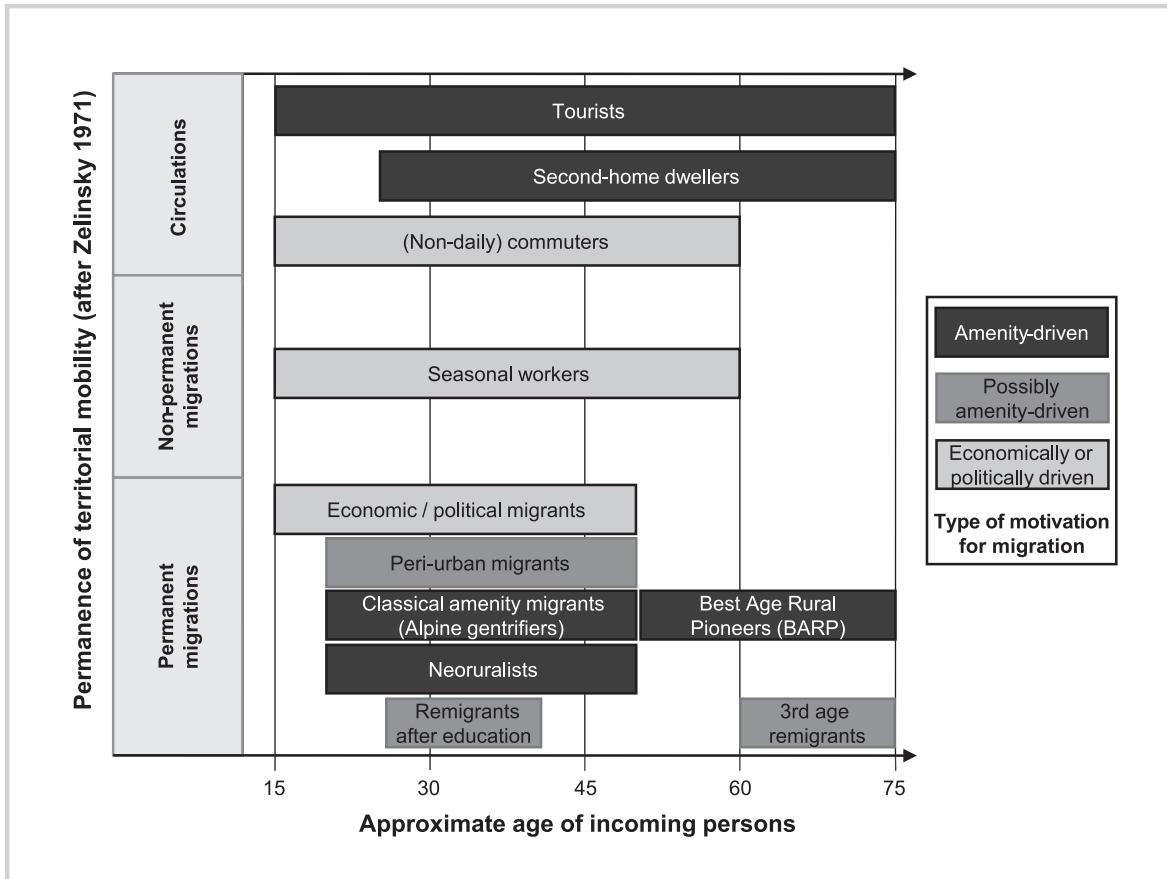 Permanence of territorial mobility (after Zelinsky 1971)
Circulations
Tourists
Second-home dwellers
(Non-daily) commuters
Non-permanent
migrations
Seasonal workers
Permanent
migrations
Economic / political migrants
Peri-urban migrants
Classical amenity migrants
(Alpine gentrifiers)
Best Age Rural
Pioneers (BARP)
Neoruralists
Remigrants
after education
3rd age
remigrants
15
30
45
60
75
Approximate age of incoming persons
Amenity-driven
Possibly
amenity-driven
Economically or
politically driven
Type of motivation
for migration